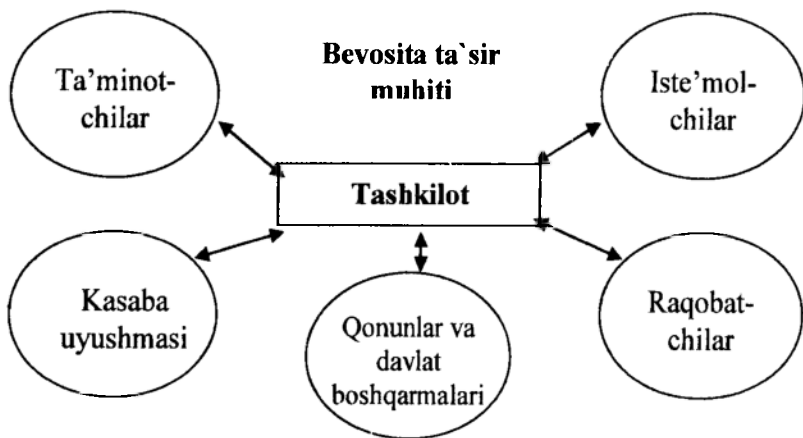 Bevosita ta`sir
muhiti
Ta’minot-
chilar
Iste’mol-
chilar
Tashkilot
Kasaba
uyushmasi
Qonunlar va
davlat
boshqarmalari
Raqobat-
chilar